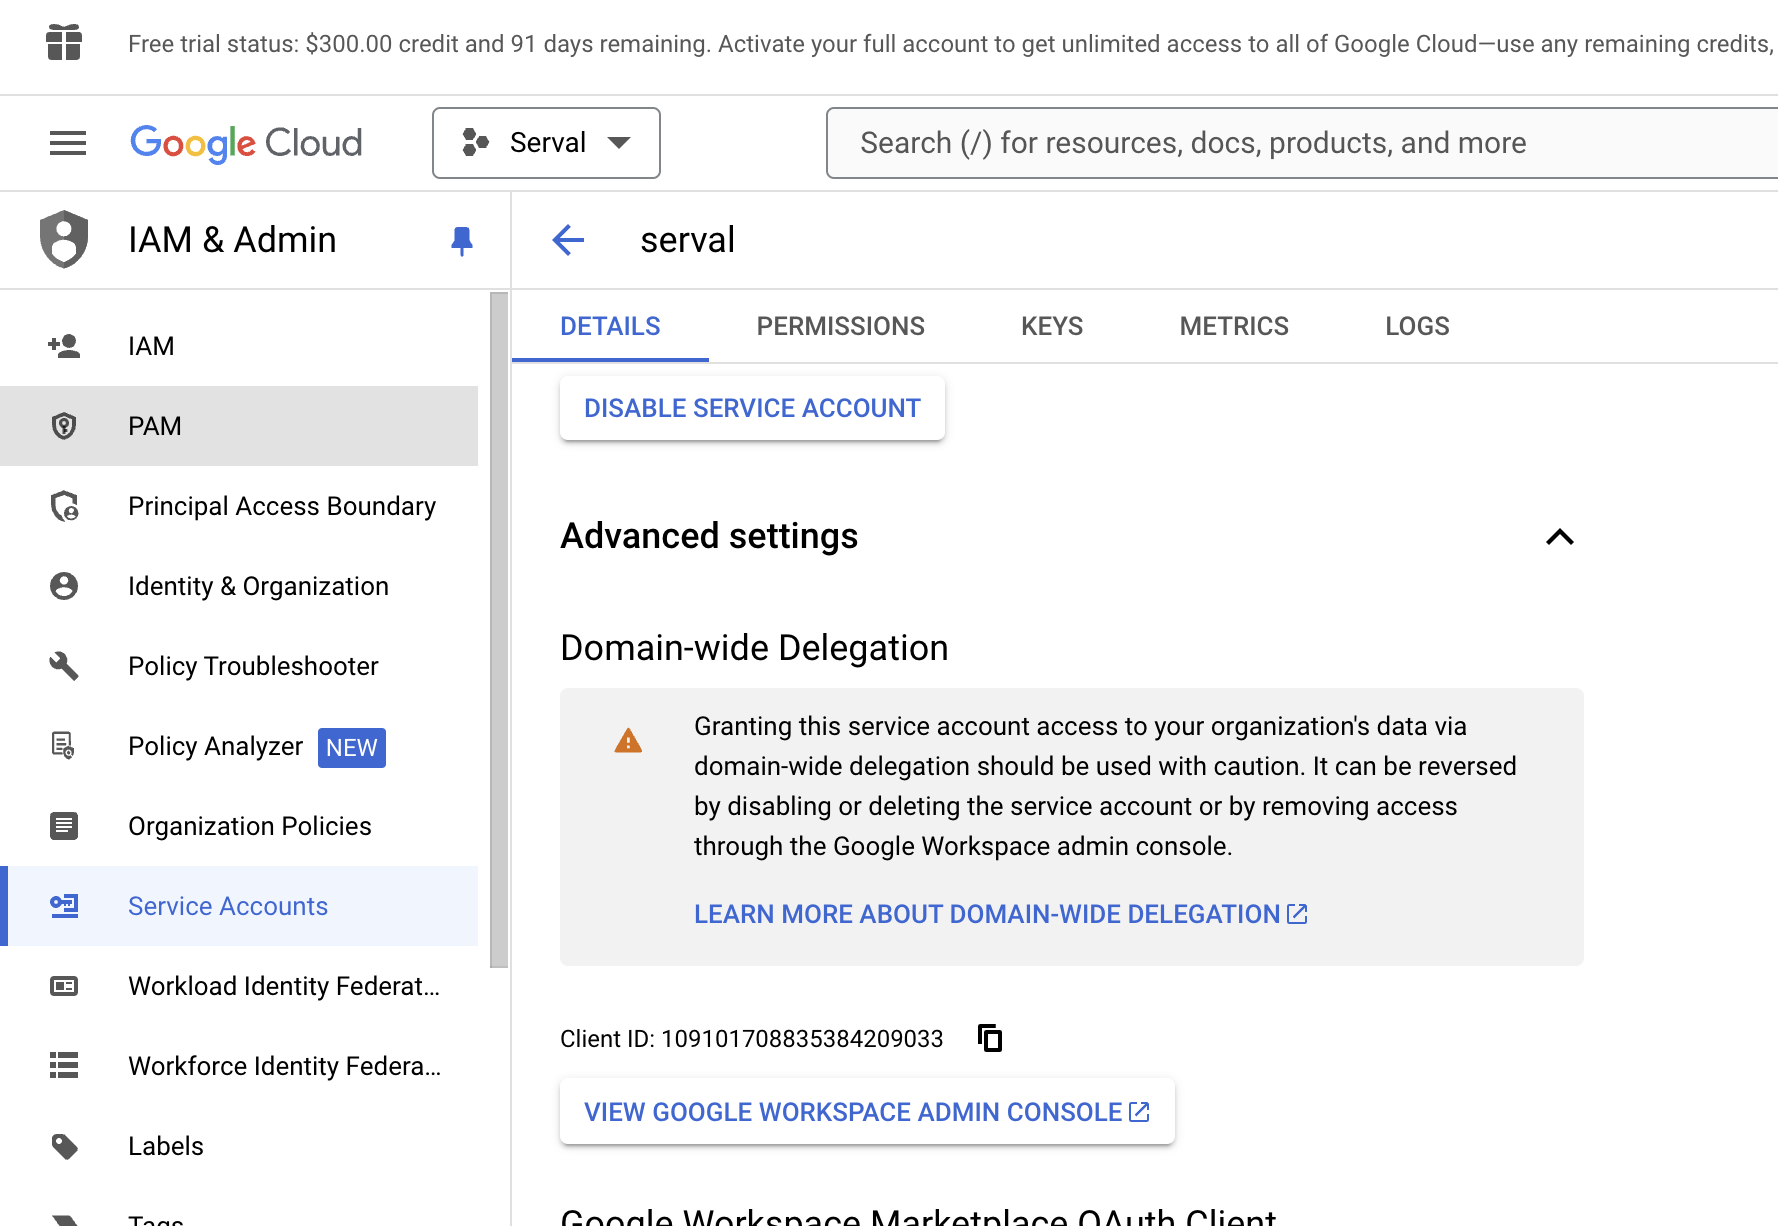 Free trial status: $300.00 credit and 91 days remaining. Activate your full account to get unlimited access to all of Google Cloud—use any remaining credits,
Google Cloud
Serval
Search (/) for resources, docs, products, and more
IAM & Admin
serval
DETAILS
PERMISSIONS
KEYS
METRICS
LOGS
IAM
PAM
Principal Access Boundary
Identity & Organization
Policy Troubleshooter
Policy Analyzer NEW
Organization Policies
Service Accounts
Workload Identity Federat...
Workforce Identity Federa...
Labels
Tags
DISABLE SERVICE ACCOUNT
Advanced settings
Domain-wide Delegation
Granting this service account access to your organization's data via
domain-wide delegation should be used with caution. It can be reversed
by disabling or deleting the service account or by removing access
through the Google Workspace admin console.
LEARN MORE ABOUT DOMAIN-WIDE DELEGATION
Client ID: 109101708835384209033
VIEW GOOGLE WORKSPACE ADMIN CONSOLE
Google Workspace Marketplace OAuth Client